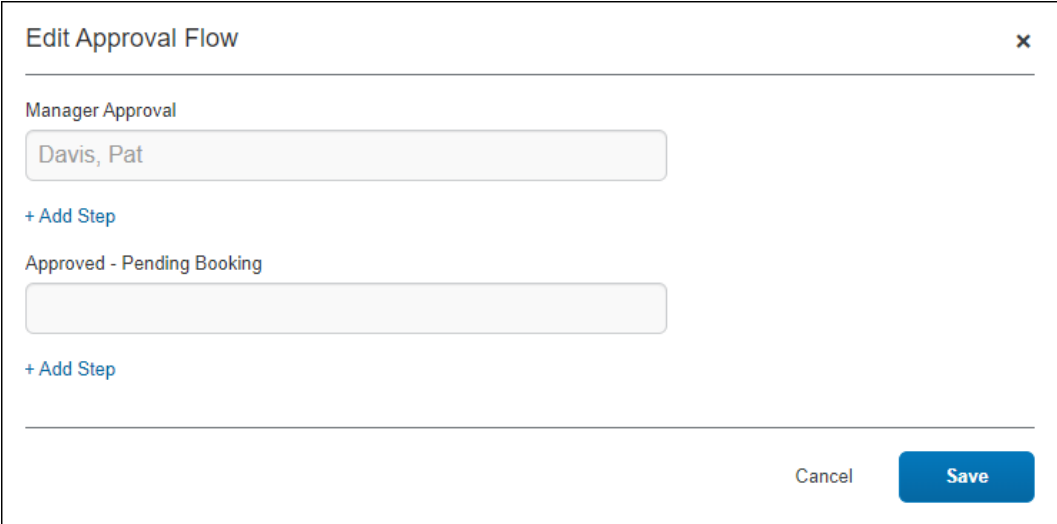 Edit Approval Flow
×
Manager Approval
Davis, Pat
+ Add Step
Approved - Pending Booking
+ Add Step
Cancel
Save